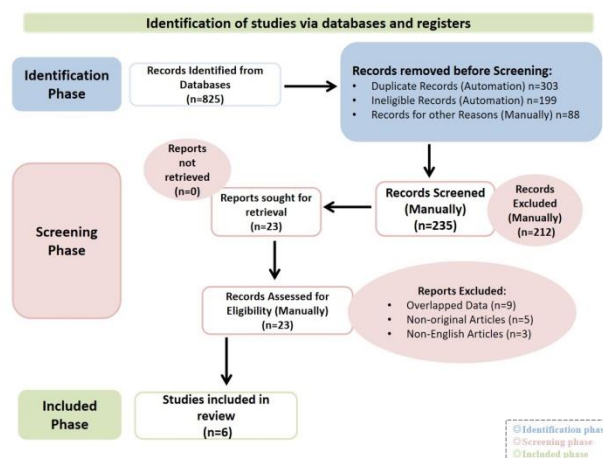 Identification of studies via databases and registers
Identification
Phase
Records Identified from
Databases
(n=825)
Records removed before Screening:
• Duplicate Records (Automation) n=303
• Ineligible Records (Automation) n=199
• Records for other Reasons (Manually) n=88
Reports
not
retrieved
(n=0)
Reports sought for
retrieval
(n=23)
Records Screened
(Manually)
(n=235)
Records
Excluded
(Manually)
(n=212)
Screening
Phase
Records Assessed for
Eligibility (Manually)
(n=23)
Reports Excluded:
• Overlapped Data (n=9)
• Non-original Articles (n=5)
• Non-English Articles (n=3)
Included
Phase
Studies included in
review
(n=6)
Identification phase
Screening phase
Included phase